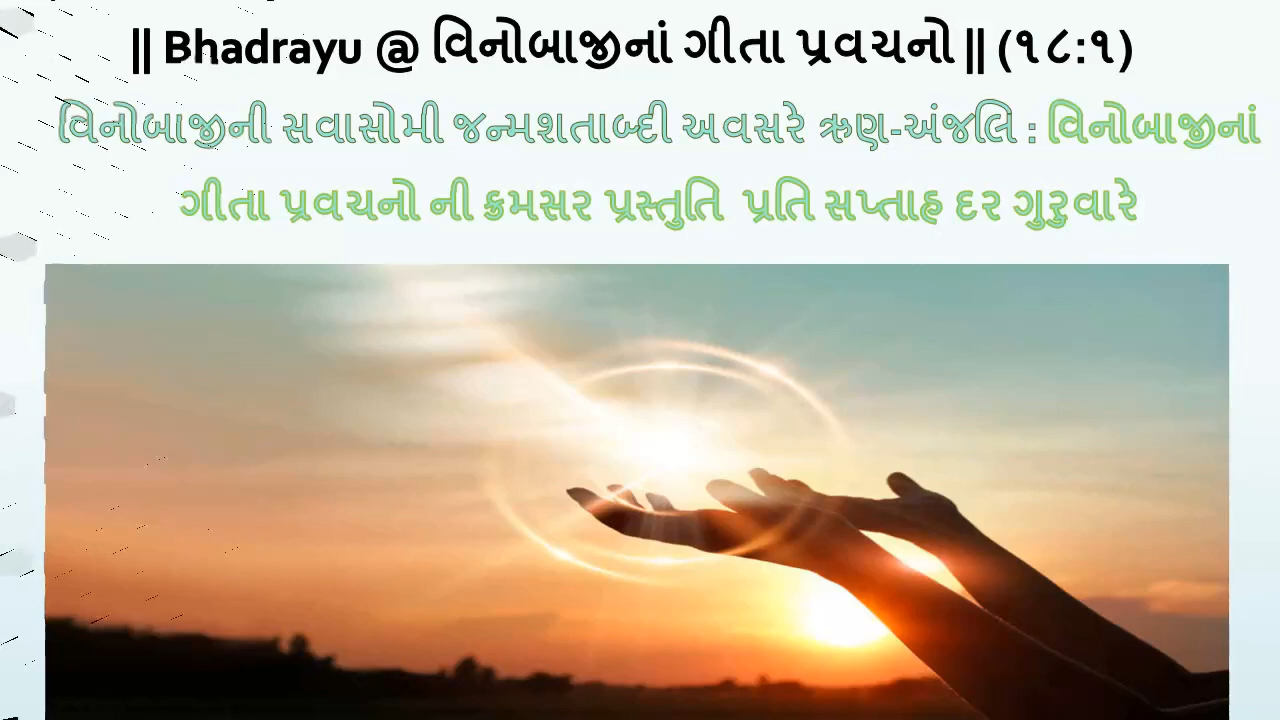 || Bhadrayu @ વિનોબાજીનાં ગીતા પ્રવચનો || (૧૮:૧)
વિનોબાજીની સવાસોમી જન્મશતાબ્દી અવસરે ઋણ-અંજલિ : વિનોબાજીનાં
ગીતા પ્રવચનો ની ક્રમસર પ્રસ્તુતિ પ્રતિ સપ્તાહ દર ગુરુવારે